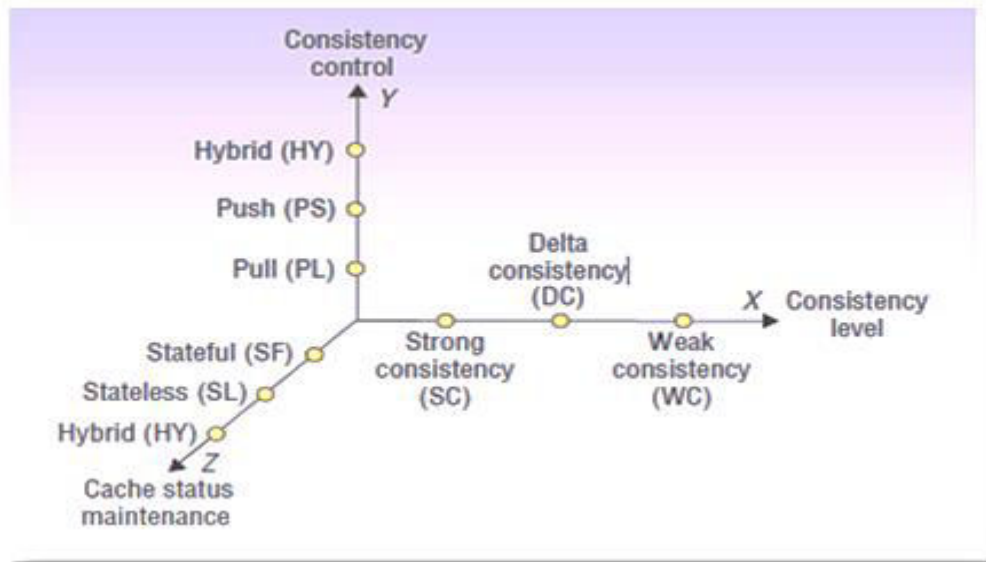 Consistency
control
Y
Hybrid (HY)
Push (PS)
Pull (PL)
Delta
consistency
(DC)
X Consistency
level
Strong
consistency
(SC)
Weak
consistency
(WC)
Stateful (SF)
Stateless (SL)
Hybrid (HY)
Z
Cache status
maintenance